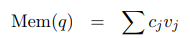 Mem(q) = ∑ c_j v_j